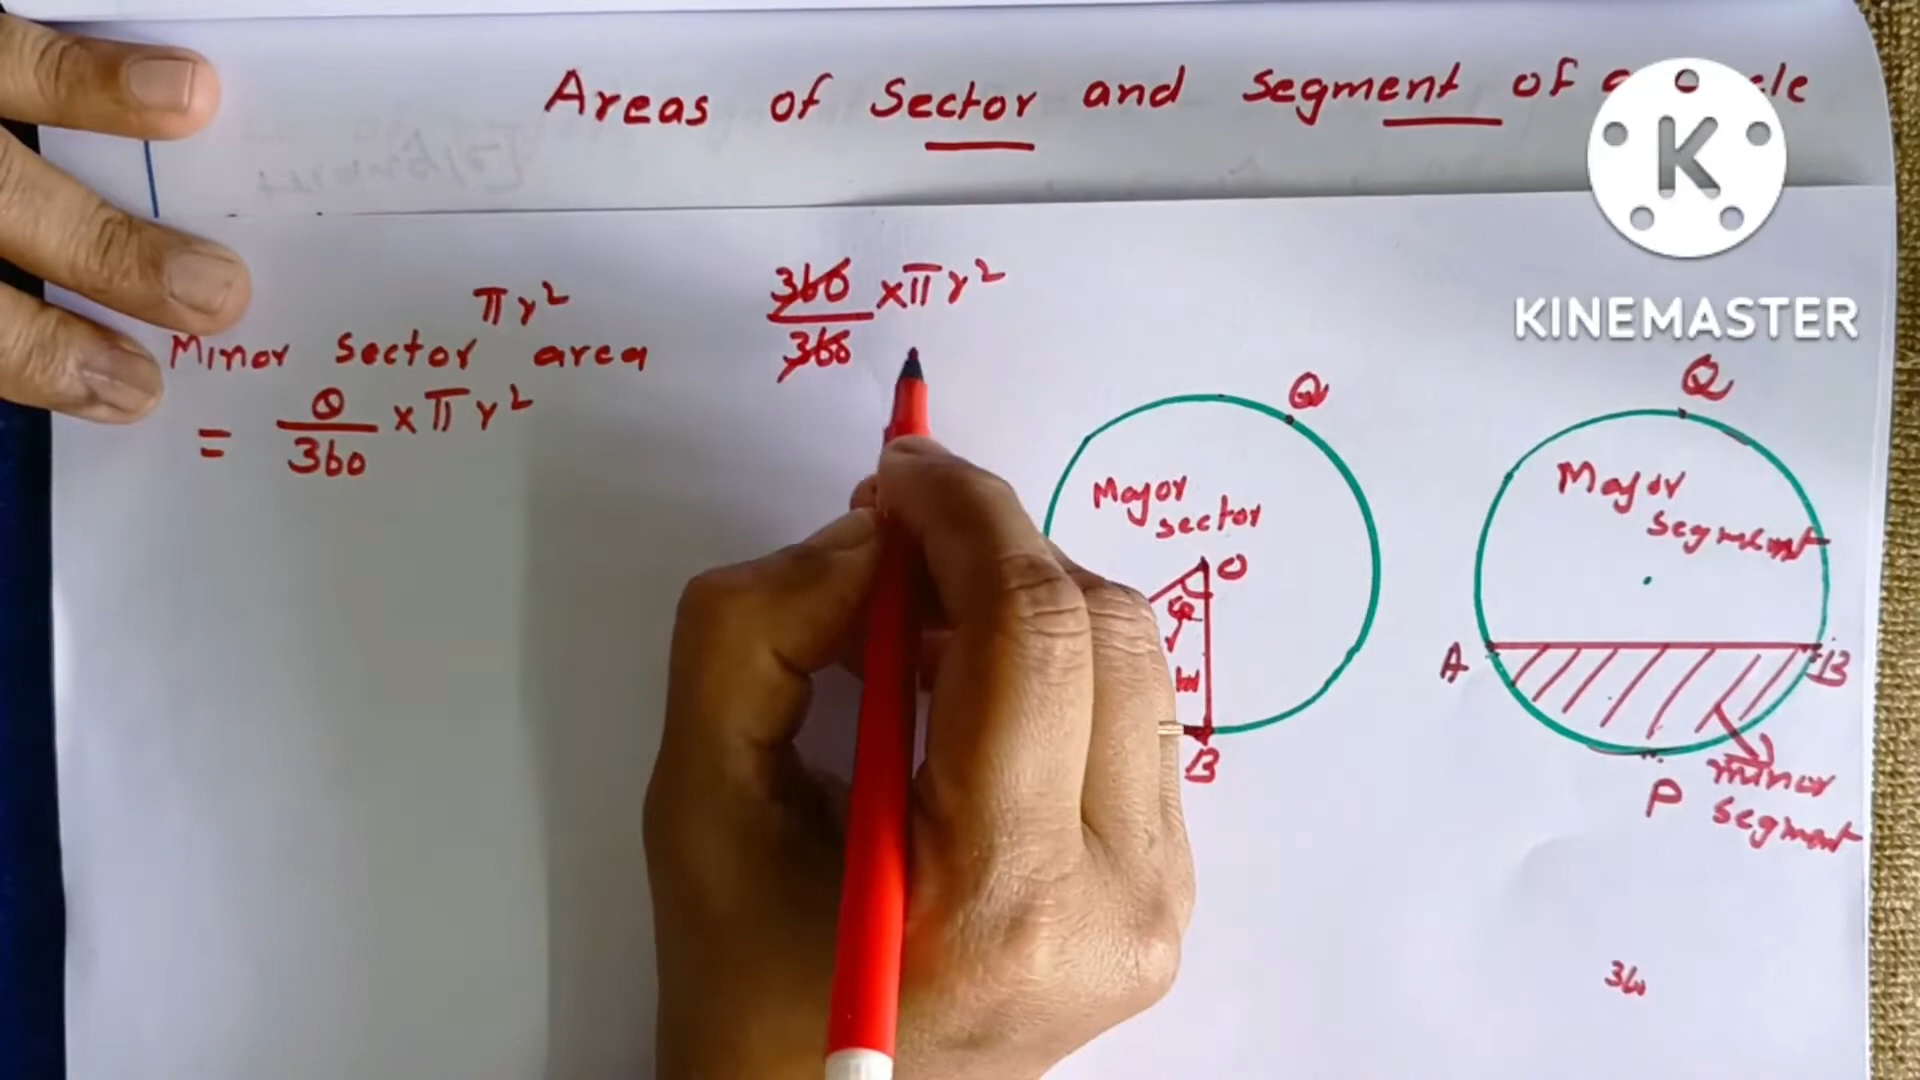 Areas of Sector and Segment of
KINEMASTER
πr²
360/360 ×πr²
Minor sector area
= θ/360 ×πr²
Q
Q
Major
sector
O
B
Major
segment
A
B
P
minor
segment
360